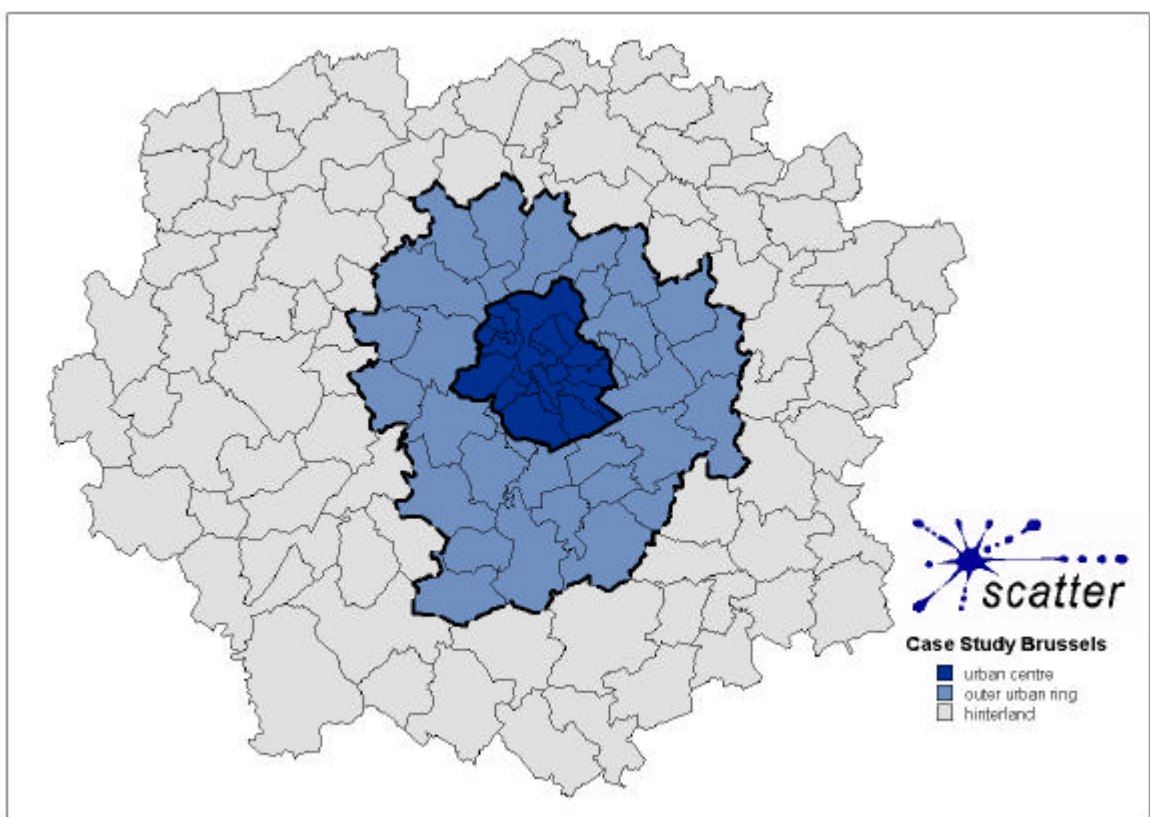 scatter
Case Study Brussels
urban centre
outer urban ring
hinterland